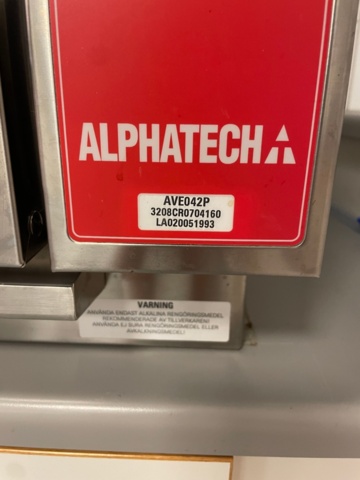 ALPHATECH
AVE042P
3208CR0704160
LA020051993
VARNING
ANVÄNDA ENDAST ALKALINA RENGÖRINGSMEDEL
REKOMMENDERADE AV TILLVERKAREN!
ANVÄNDA EJ SURA RENGÖRINGSMEDEL ELLER
AVKALKNINGSMEDEL!